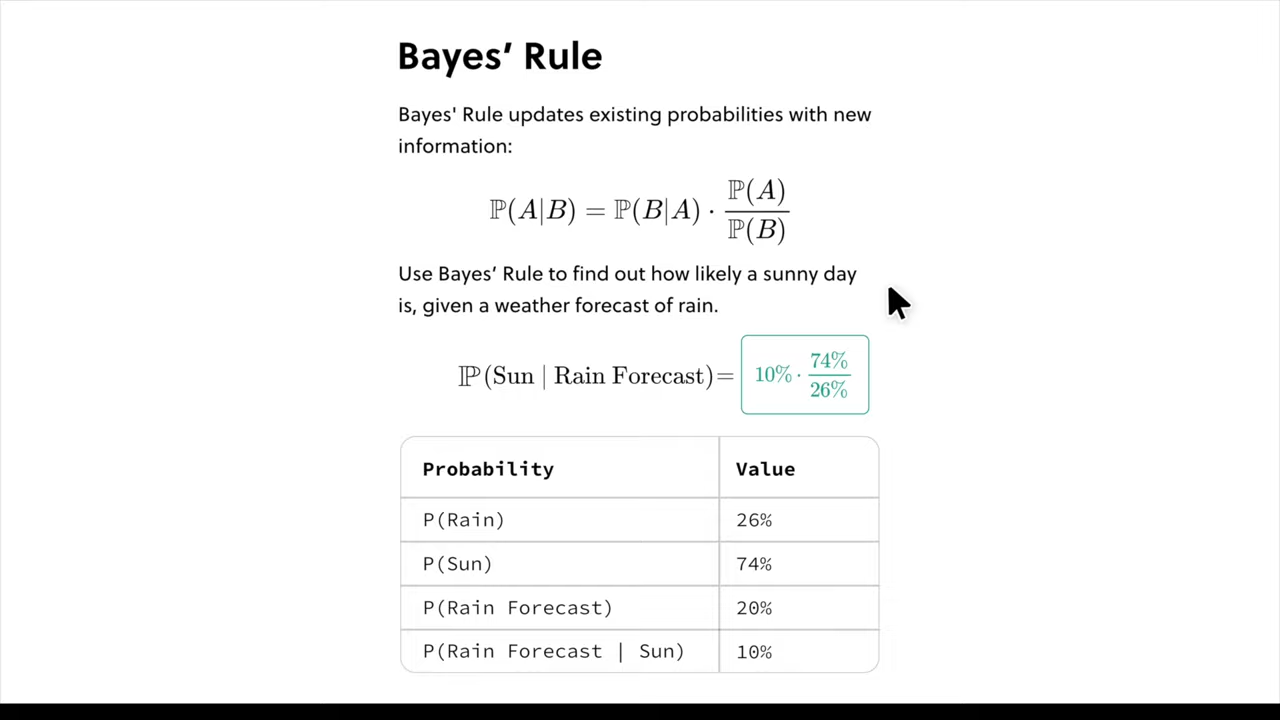 Bayes’ Rule
Bayes' Rule updates existing probabilities with new
information:
ℙ(A|B) = ℙ(B|A) · ℙ(A)/ℙ(B)
Use Bayes’ Rule to find out how likely a sunny day
is, given a weather forecast of rain.
ℙ(Sun | Rain Forecast)= 10% · 74%/26%
Probability Value
P(Rain) 26%
P(Sun) 74%
P(Rain Forecast) 20%
P(Rain Forecast | Sun) 10%